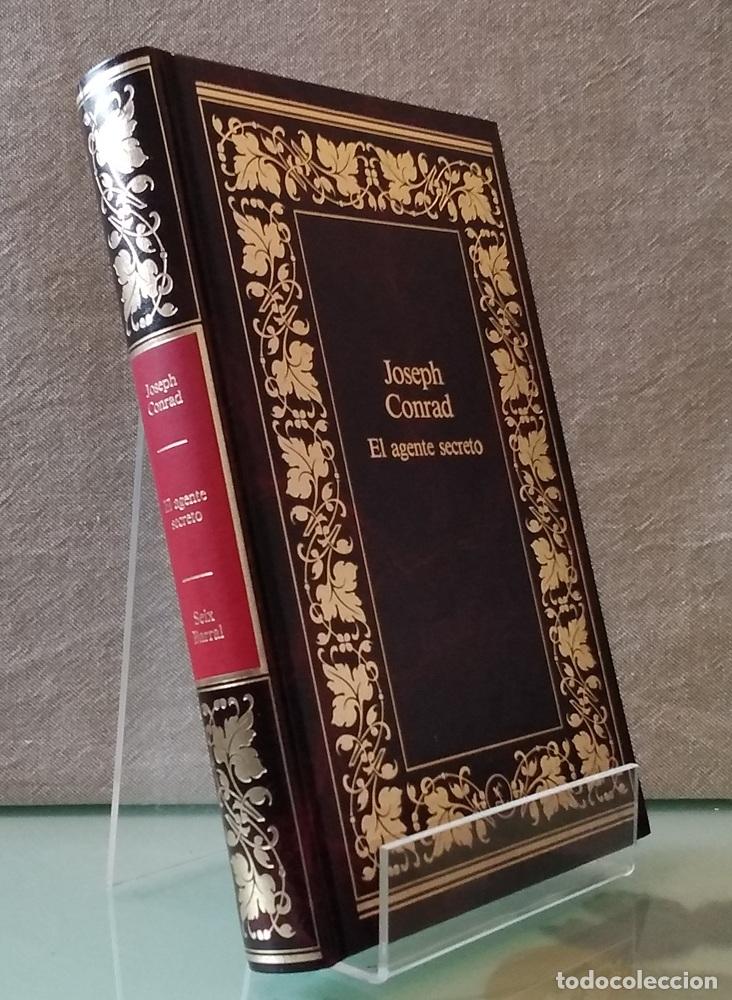 Joseph
Conrad
El agente secreto
Joseph
Conrad
El agente
secreto
Seix
Barral
todocoleccion